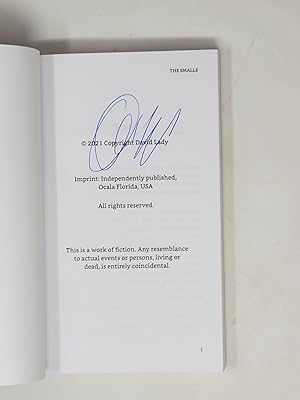 THE SMALLS
© 2021 Copyright David Lady
Imprint: Independently published,
Ocala Florida, USA
All rights reserved.
This is a work of fiction. Any resemblance
to actual events or persons, living or
dead, is entirely coincidental.
1